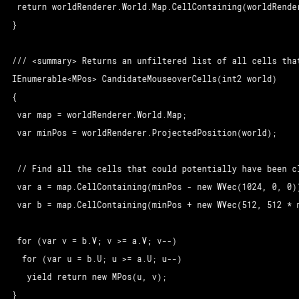 return worldRenderer.World.Map.CellContaining(worldRender
}
/// <summary> Returns an unfiltered list of all cells that
IEnumerable<MPos> CandidateMouseoverCells(int2 world)
{
var map = worldRenderer.World.Map;
var minPos = worldRenderer.ProjectedPosition(world);
// Find all the cells that could potentially have been cl
var a = map.CellContaining(minPos - new WVec(1024, 0, 0)
var b = map.CellContaining(minPos + new WVec(512, 512 *
for (var v = b.V; v >= a.V; v--)
for (var u = b.U; u >= a.U; u--)
yield return new MPos(u, v);
}